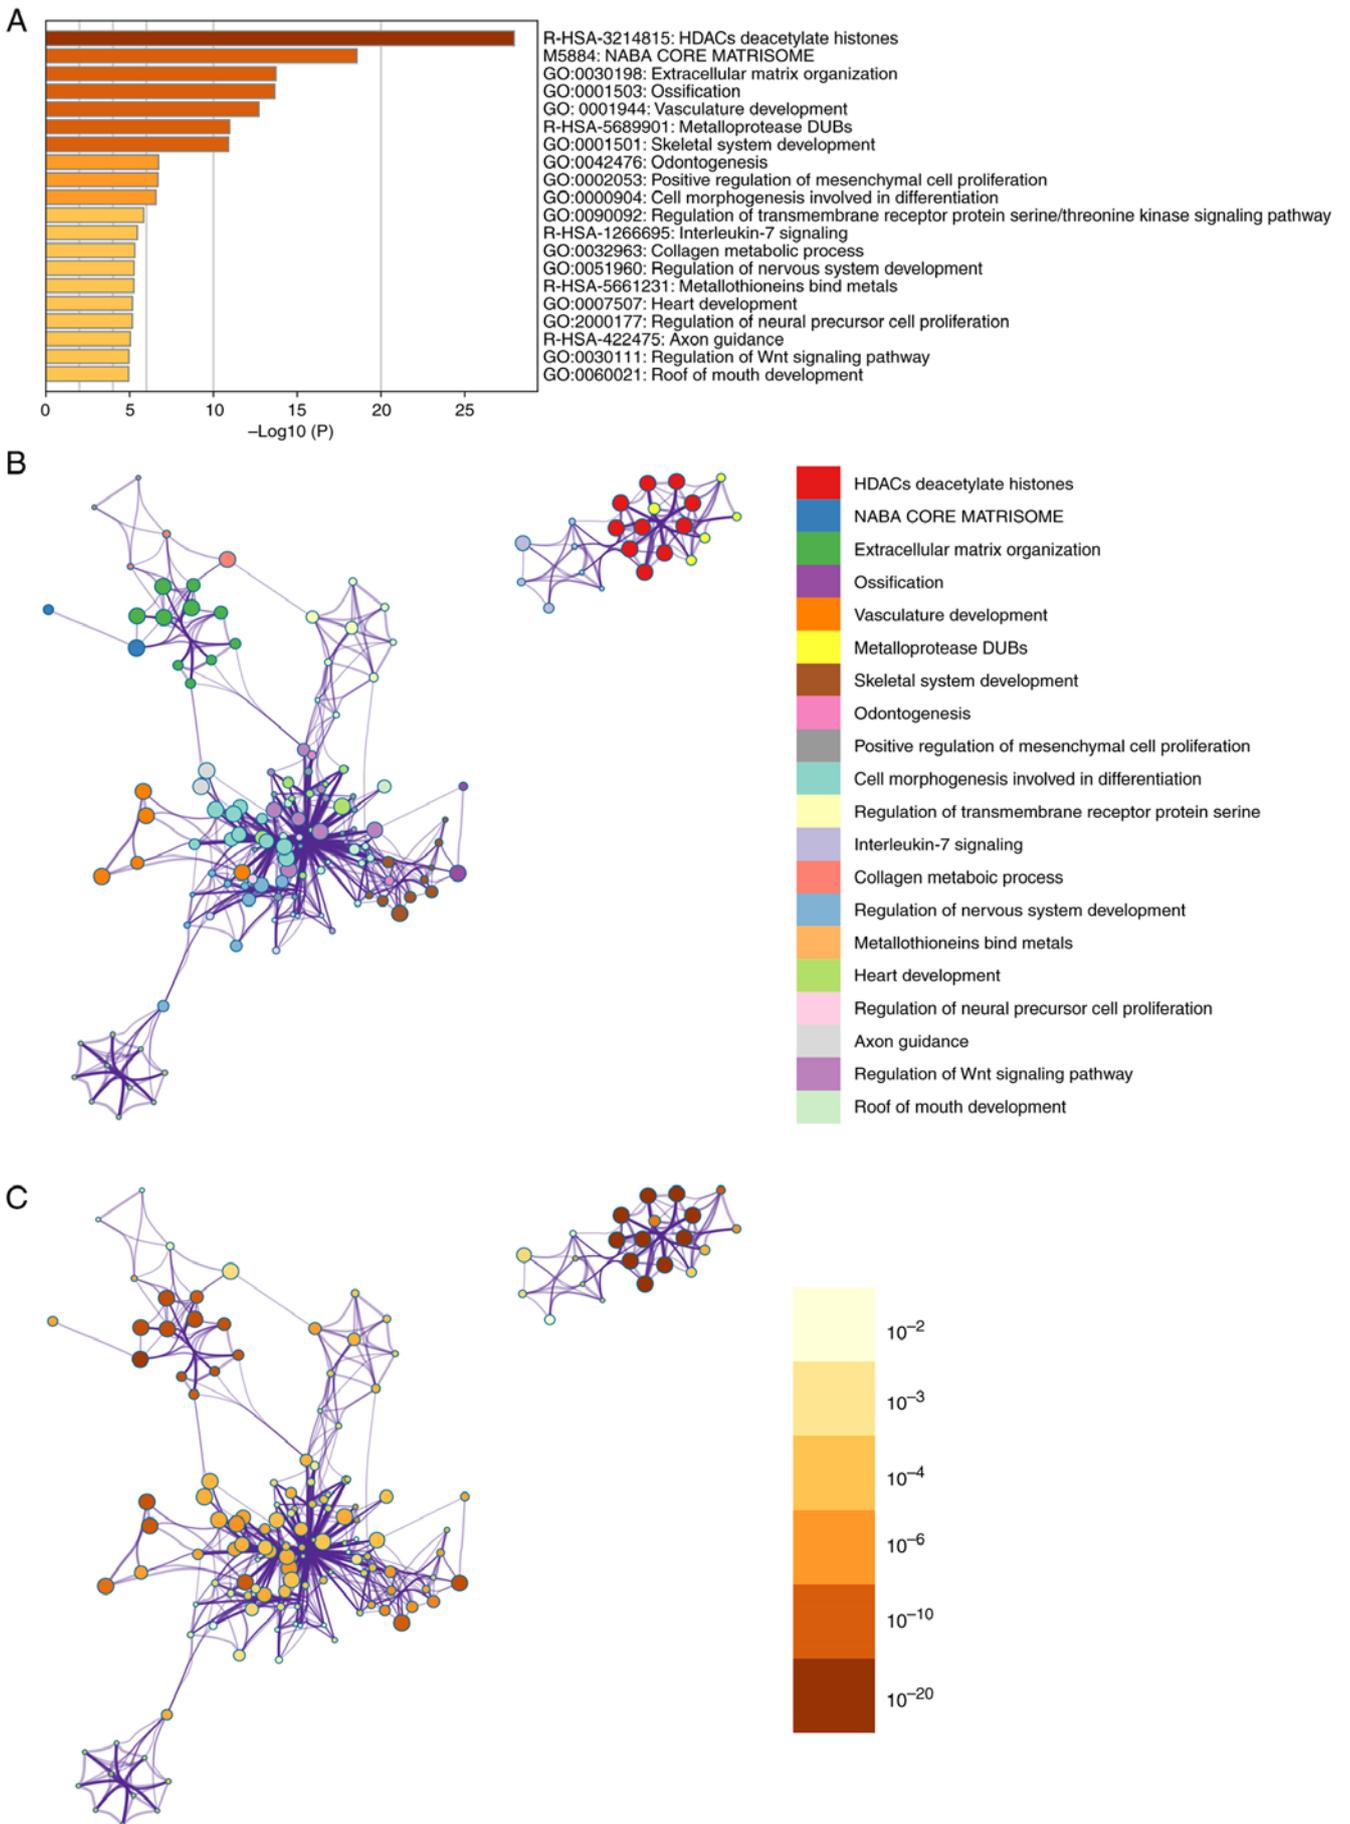 A
R-HSA-3214815: HDACs deacetylate histones
M5884: NABA CORE MATRISOME
GO:0030198: Extracellular matrix organization
GO:0001503: Ossification
GO: 0001944: Vasculature development
R-HSA-5689901: Metalloprotease DUBs
GO:0001501: Skeletal system development
GO:0042476: Odontogenesis
GO:0002053: Positive regulation of mesenchymal cell proliferation
GO:0000904: Cell morphogenesis involved in differentiation
GO:0090092: Regulation of transmembrane receptor protein serine/threonine kinase signaling pathway
R-HSA-1266695: Interleukin-7 signaling
GO:0032963: Collagen metabolic process
GO:0051960: Regulation of nervous system development
R-HSA-5661231: Metallothioneins bind metals
GO:0007507: Heart development
GO:2000177: Regulation of neural precursor cell proliferation
R-HSA-422475: Axon guidance
GO:0030111: Regulation of Wnt signaling pathway
GO:0060021: Roof of mouth development
0 5 10 15 20 25
–Log10 (P)
B
HDACs deacetylate histones
NABA CORE MATRISOME
Extracellular matrix organization
Ossification
Vasculature development
Metalloprotease DUBs
Skeletal system development
Odontogenesis
Positive regulation of mesenchymal cell proliferation
Cell morphogenesis involved in differentiation
Regulation of transmembrane receptor protein serine
Interleukin-7 signaling
Collagen metaboic process
Regulation of nervous system development
Metallothioneins bind metals
Heart development
Regulation of neural precursor cell proliferation
Axon guidance
Regulation of Wnt signaling pathway
Roof of mouth development
C
10⁻²
10⁻³
10⁻⁴
10⁻⁶
10⁻¹⁰
10⁻²⁰